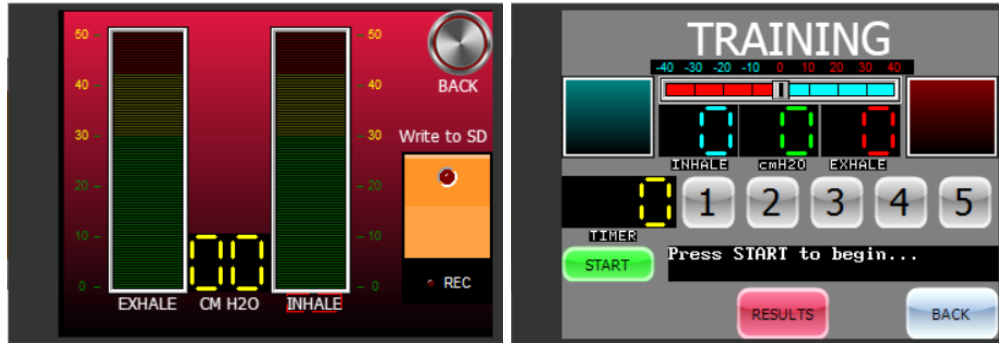 50 - - 50
BACK
40 - - 40
Write to SD
30 - - 30
20 - - 20
10 - - 10
00
0 - - 0
REC
EXHALE CM H2O INHALE
TRAINING
-40 -30 -20 -10 0 10 20 30 40
0 0 0
INHALE cmH2O EXHALE
0 1 2 3 4 5
TIMER
START Press START to begin...
RESULTS BACK